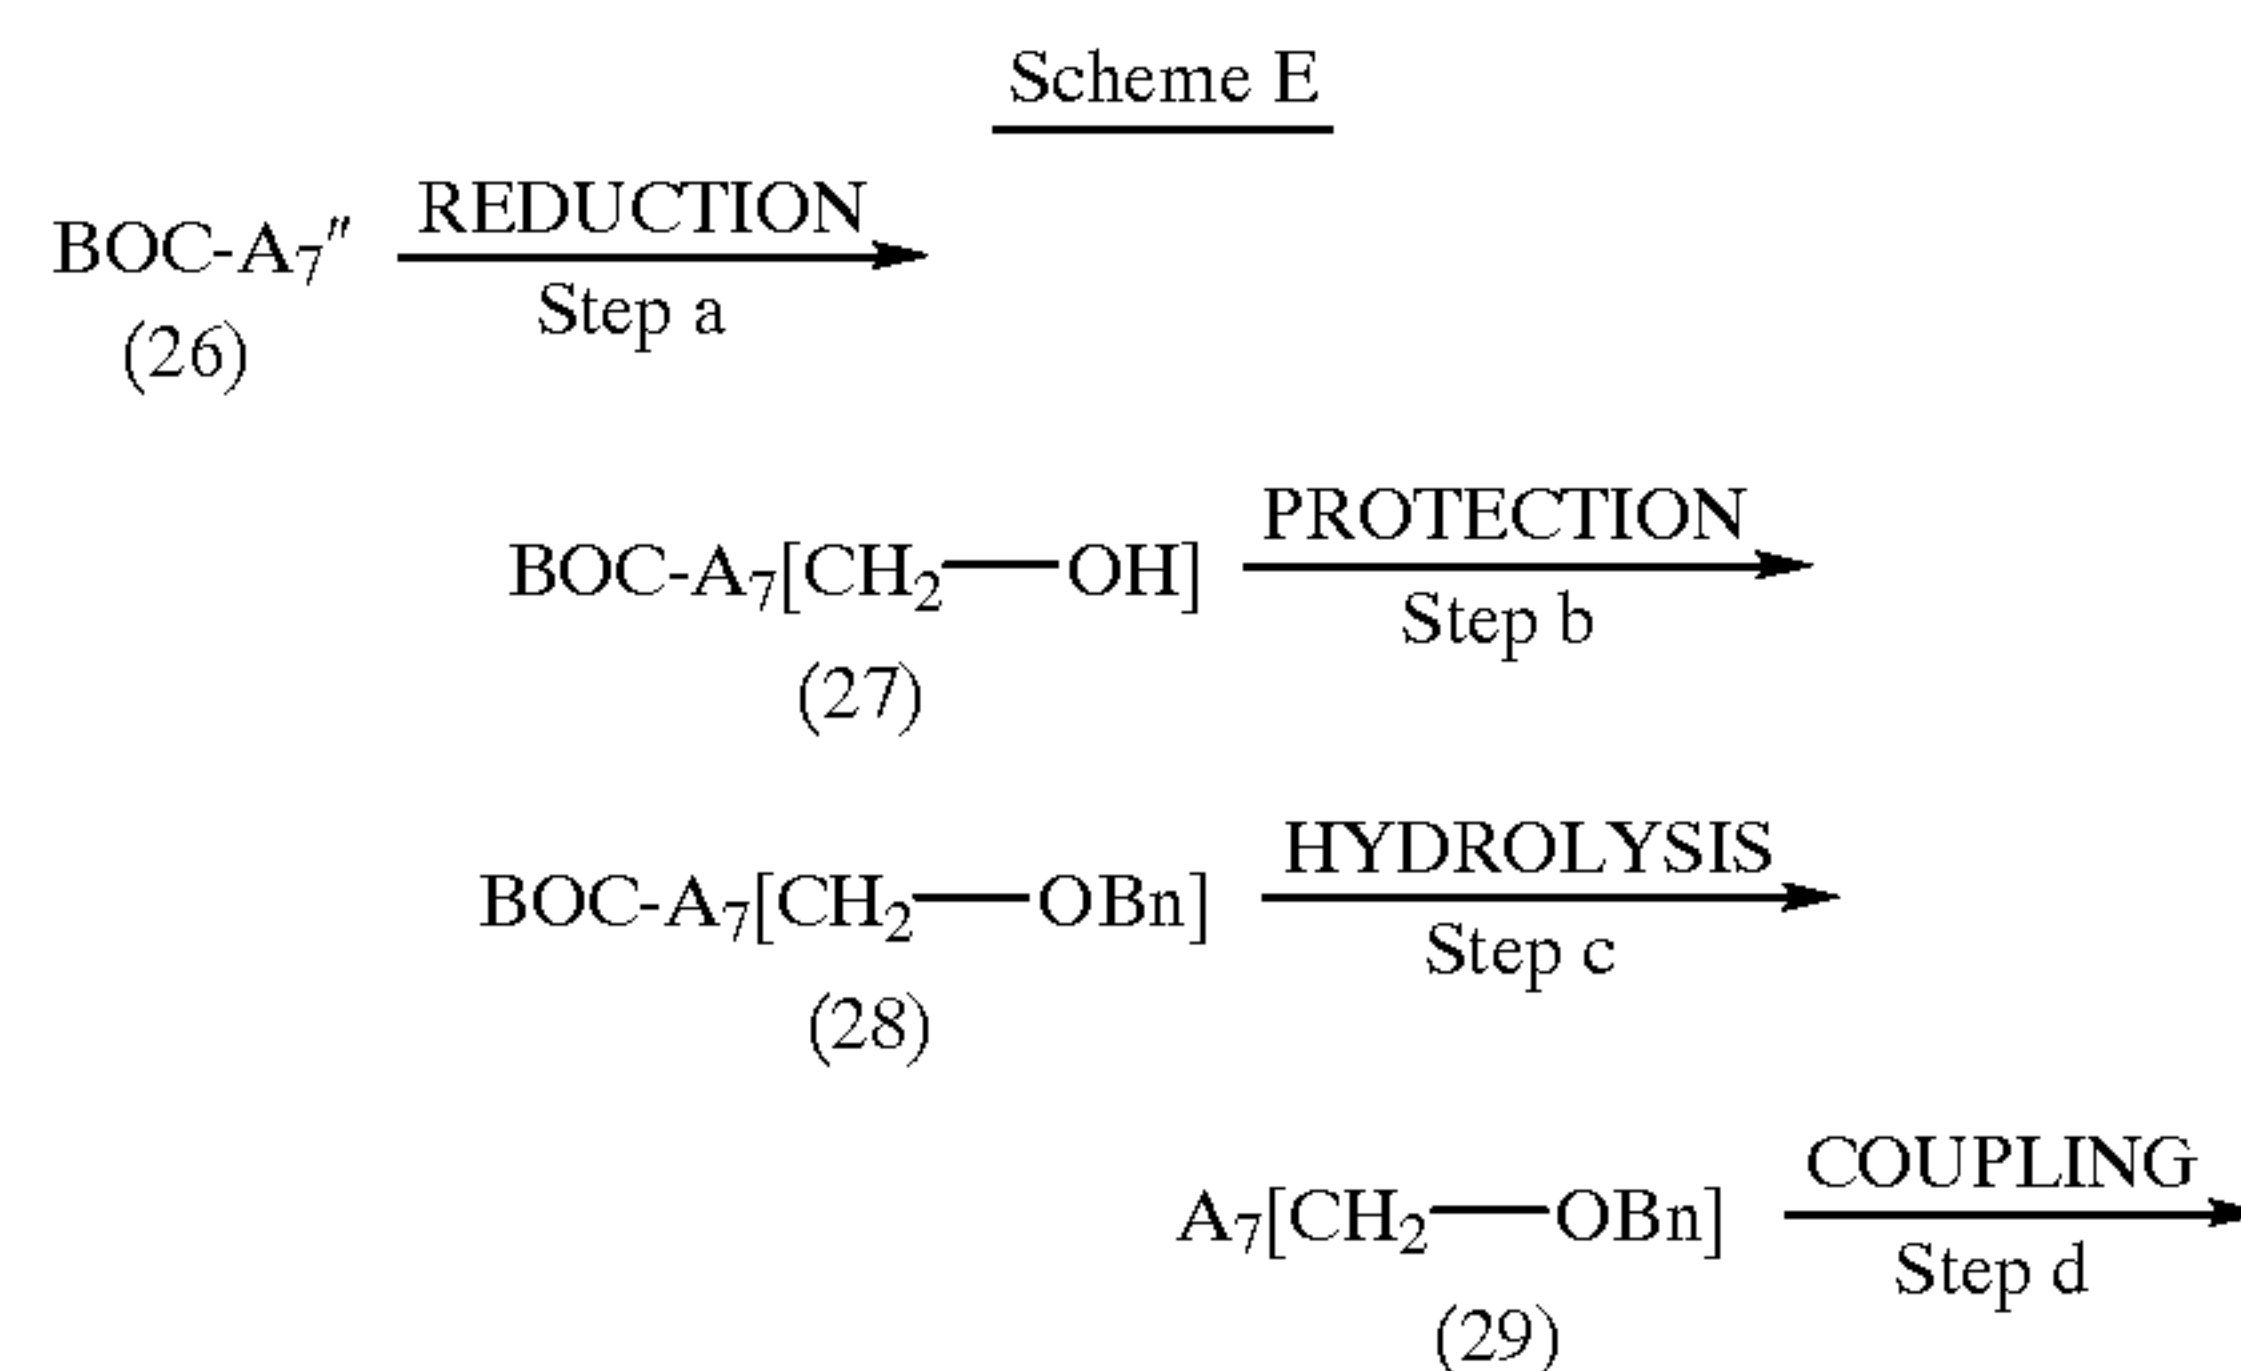 Scheme E
REDUCTION
BOC-A₇″
Step a
(26)
PROTECTION
BOC-A₇[CH₂—OH]
Step b
(27)
HYDROLYSIS
BOC-A₇[CH₂—OBn]
Step c
(28)
COUPLING
A₇[CH₂—OBn]
Step d
(29)